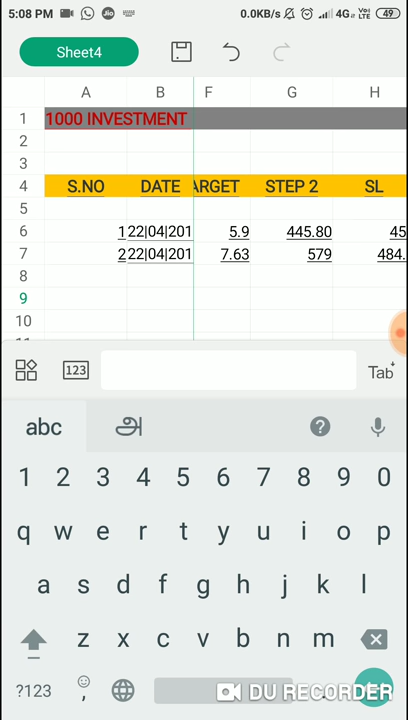 5:08 PM 0.0KB/s 4G Vo) LTE 49
Sheet4
A B F G H
1 1000 INVESTMENT
2
3
4 S.NO DATE ARGET STEP 2 SL
5
6 1 22|04|201 5.9 445.80 45
7 2 22|04|201 7.63 579 484.
8
9
10
11
123 Tab
abc அ ?
1 2 3 4 5 6 7 8 9 0
q w e r t y u i o p
a s d f g h j k l
z x c v b n m
?123 , .
DU RECORDER